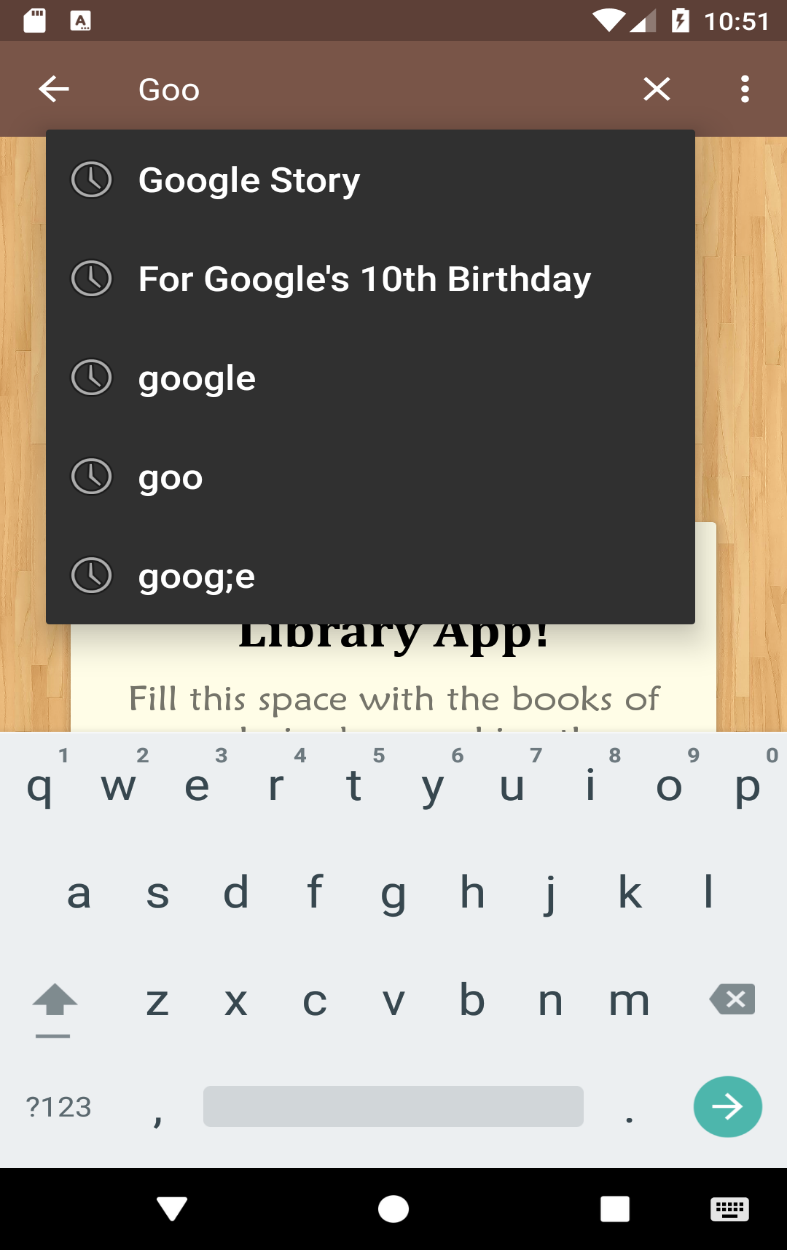 10:51
Goo
Google Story
For Google's 10th Birthday
google
goo
goog;e
Library App!
Fill this space with the books of
1 2 3 4 5 6 7 8 9 0
q w e r t y u i o p
a s d f g h j k l
z x c v b n m
?123 , .